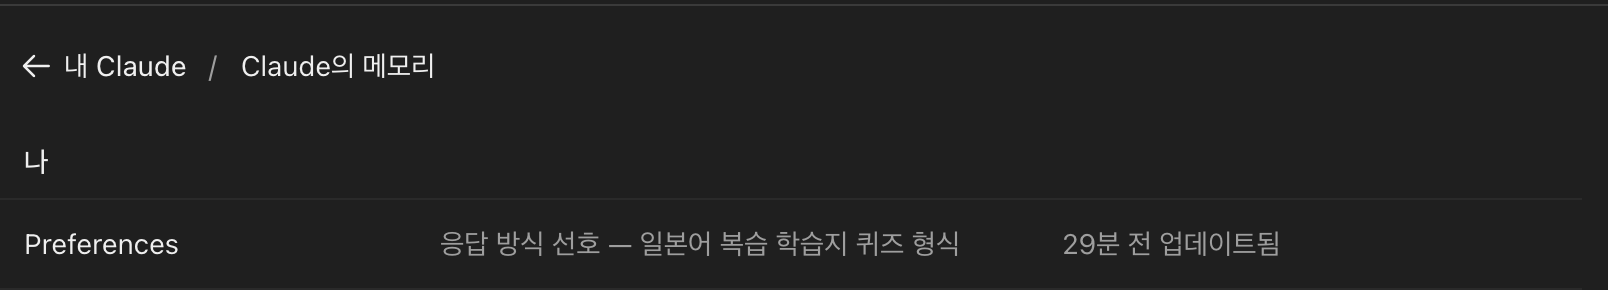 ← 내 Claude / Claude의 메모리
나
Preferences 응답 방식 선호 — 일본어 복습 학습지 퀴즈 형식 29분 전 업데이트됨